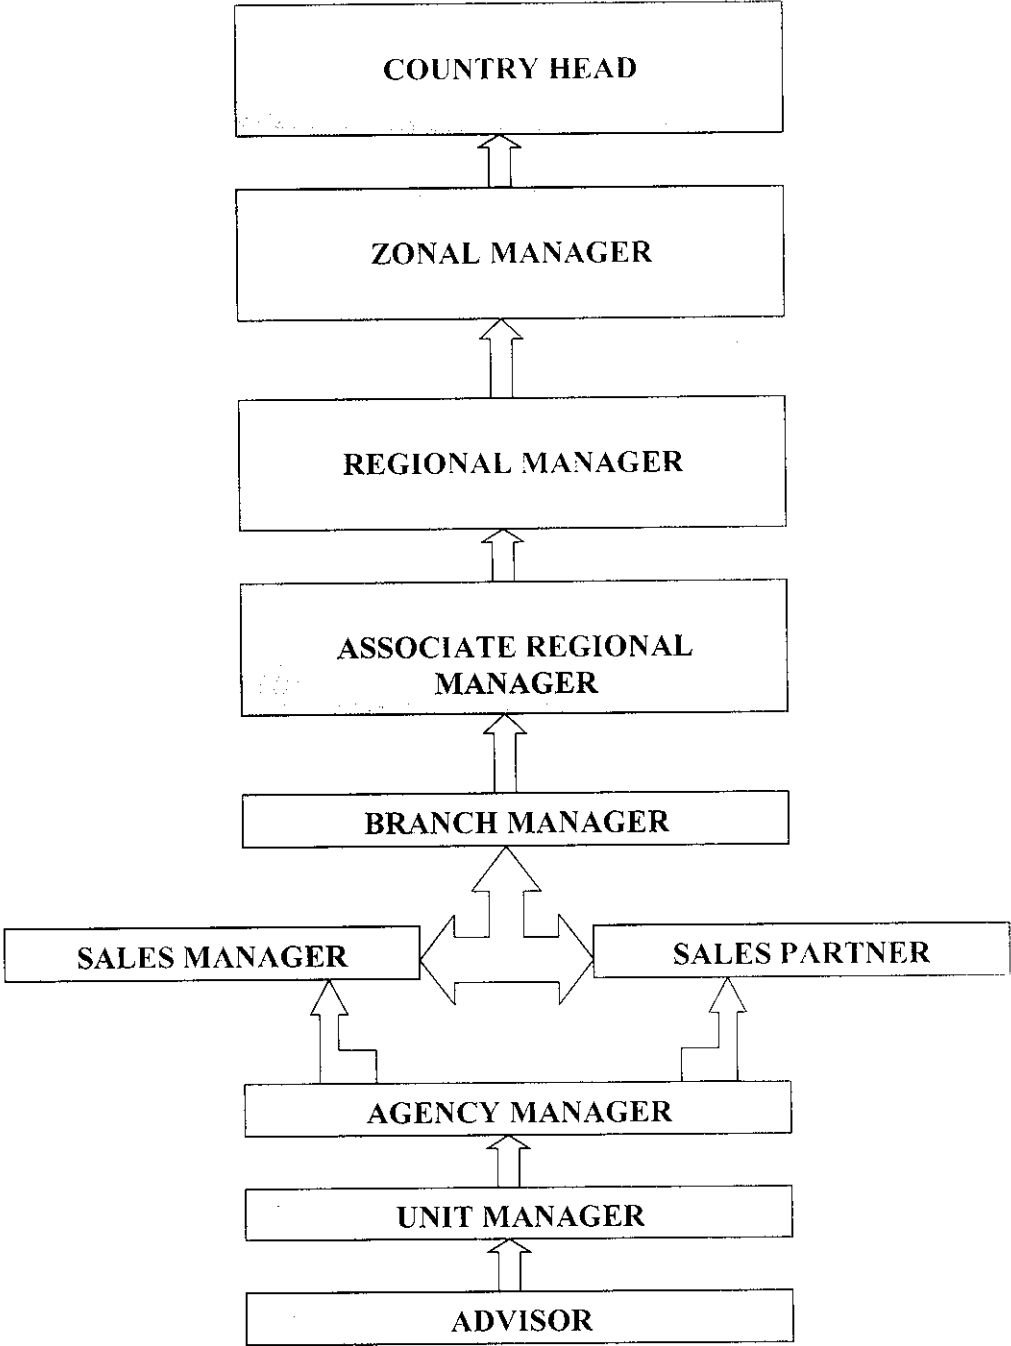 COUNTRY HEAD
ZONAL MANAGER
REGIONAL MANAGER
ASSOCIATE REGIONAL
MANAGER
BRANCH MANAGER
SALES MANAGER
SALES PARTNER
AGENCY MANAGER
UNIT MANAGER
ADVISOR